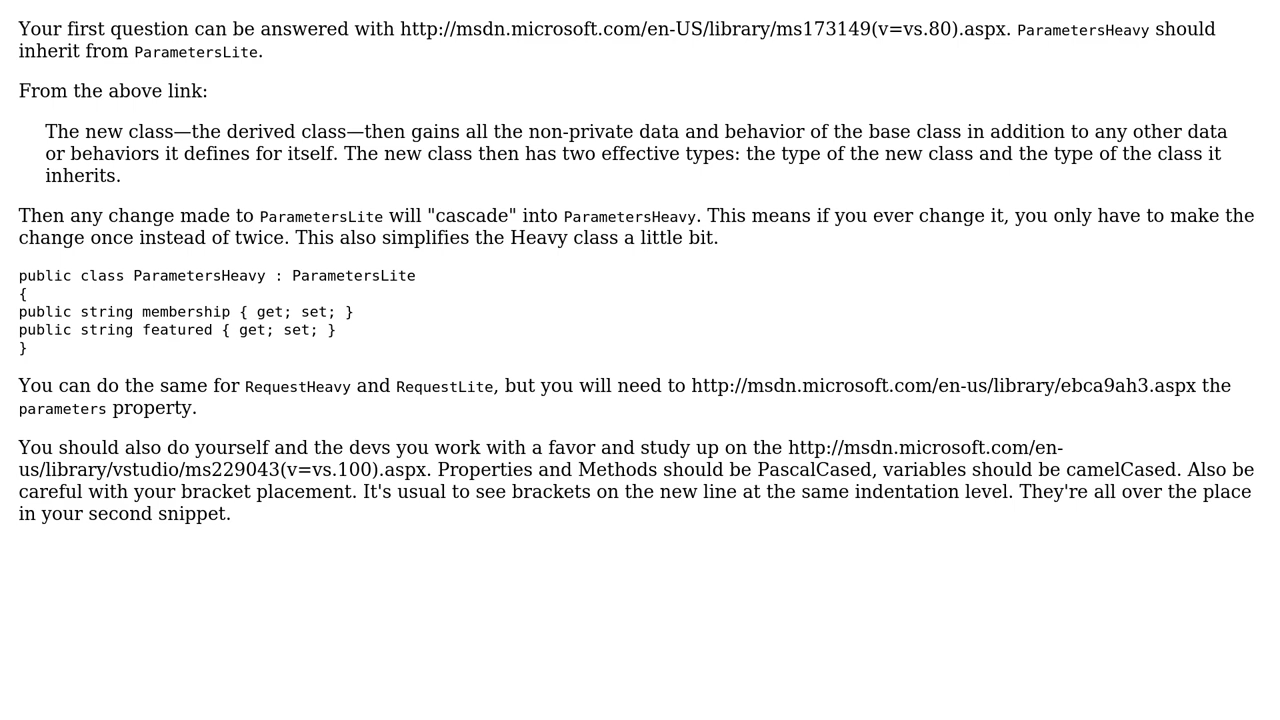 Your first question can be answered with http://msdn.microsoft.com/en-US/library/ms173149(v=vs.80).aspx. ParametersHeavy should
inherit from ParametersLite.
From the above link:
The new class—the derived class—then gains all the non-private data and behavior of the base class in addition to any other data
or behaviors it defines for itself. The new class then has two effective types: the type of the new class and the type of the class it
inherits.
Then any change made to ParametersLite will "cascade" into ParametersHeavy. This means if you ever change it, you only have to make the
change once instead of twice. This also simplifies the Heavy class a little bit.
public class ParametersHeavy : ParametersLite
{
public string membership { get; set; }
public string featured { get; set; }
}
You can do the same for RequestHeavy and RequestLite, but you will need to http://msdn.microsoft.com/en-us/library/ebca9ah3.aspx the
parameters property.
You should also do yourself and the devs you work with a favor and study up on the http://msdn.microsoft.com/en-
us/library/vstudio/ms229043(v=vs.100).aspx. Properties and Methods should be PascalCased, variables should be camelCased. Also be
careful with your bracket placement. It's usual to see brackets on the new line at the same indentation level. They're all over the place
in your second snippet.